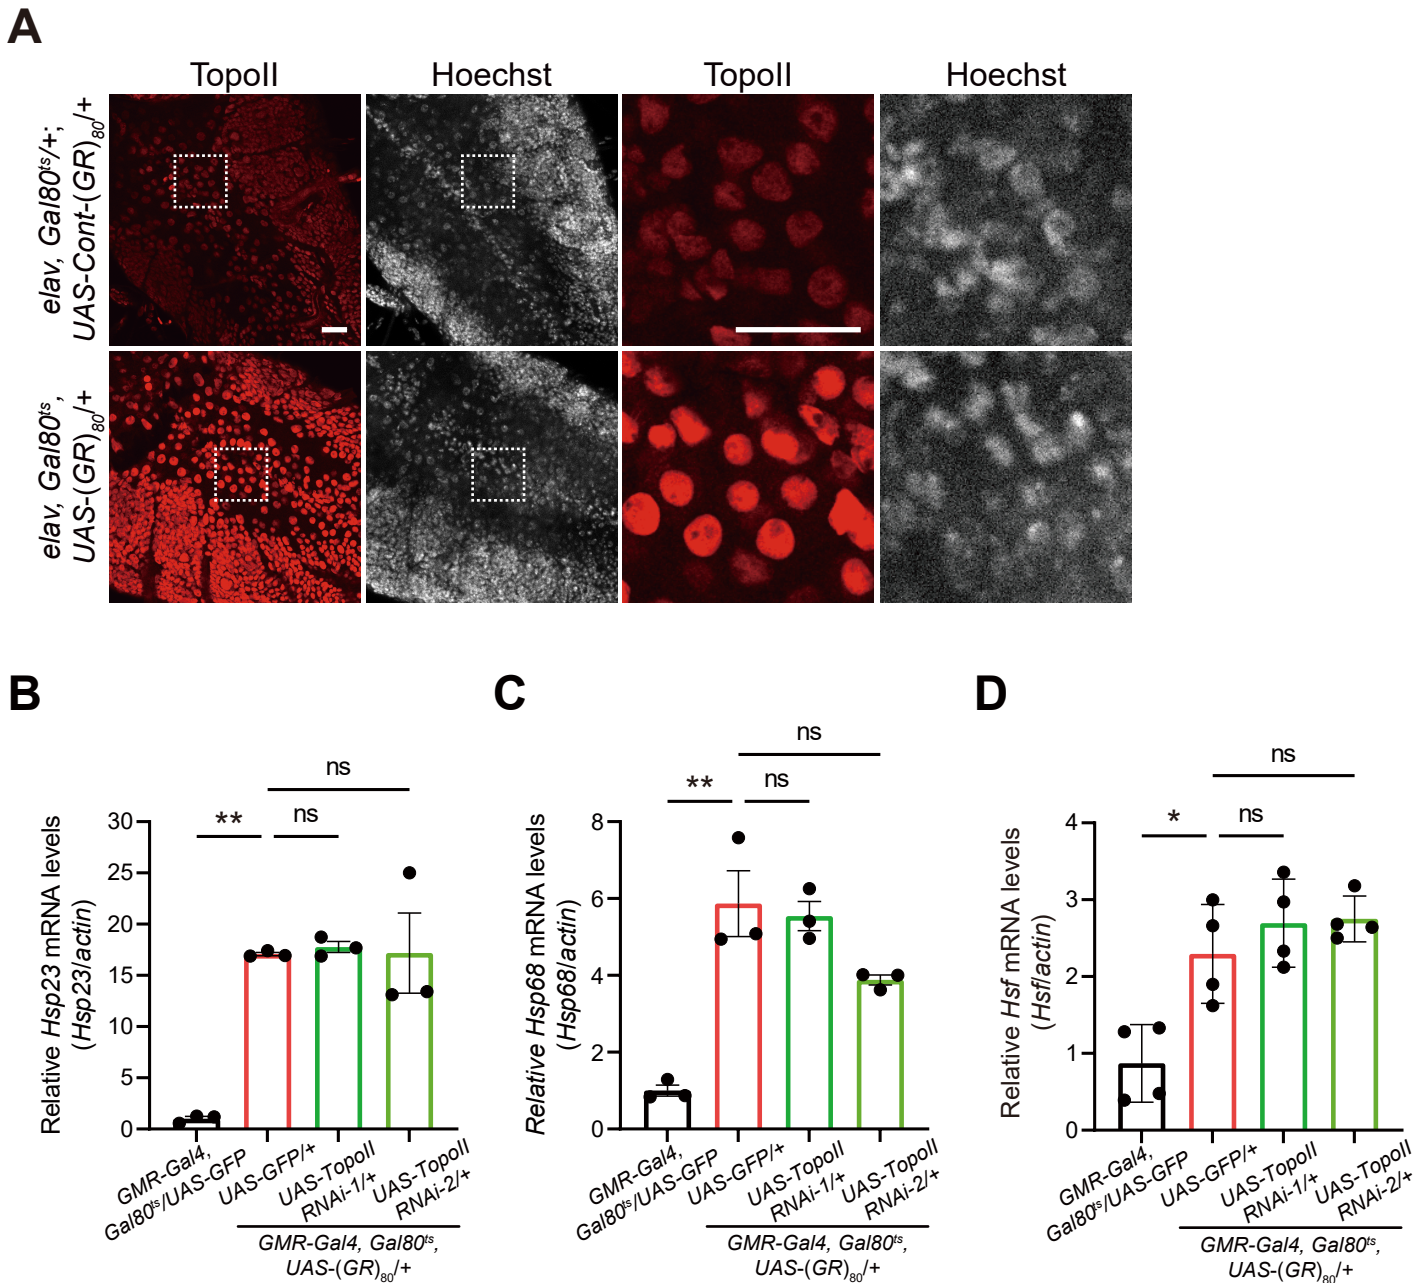 A
TopoII Hoechst TopoII Hoechst
elav, Gal80ts/+;
UAS-Cont-(GR)80/+
elav, Gal80ts,
UAS-(GR)80/+
B
Relative Hsp23 mRNA levels
(Hsp23/actin)
ns
** ns
30
25
20
15
10
5
0
GMR-Gal4,
Gal80ts/UAS-GFP
UAS-GFP/+
UAS-TopoII
RNAi-1/+
UAS-TopoII
RNAi-2/+
GMR-Gal4, Gal80ts,
UAS-(GR)80/+
C
Relative Hsp68 mRNA levels
(Hsp68/actin)
ns
** ns
8
6
4
2
0
GMR-Gal4,
Gal80ts/UAS-GFP
UAS-GFP/+
UAS-TopoII
RNAi-1/+
UAS-TopoII
RNAi-2/+
GMR-Gal4, Gal80ts,
UAS-(GR)80/+
D
Relative Hsf mRNA levels
(Hsf/actin)
ns
* ns
4
3
2
1
0
GMR-Gal4,
Gal80ts/UAS-GFP
UAS-GFP/+
UAS-TopoII
RNAi-1/+
UAS-TopoII
RNAi-2/+
GMR-Gal4, Gal80ts,
UAS-(GR)80/+